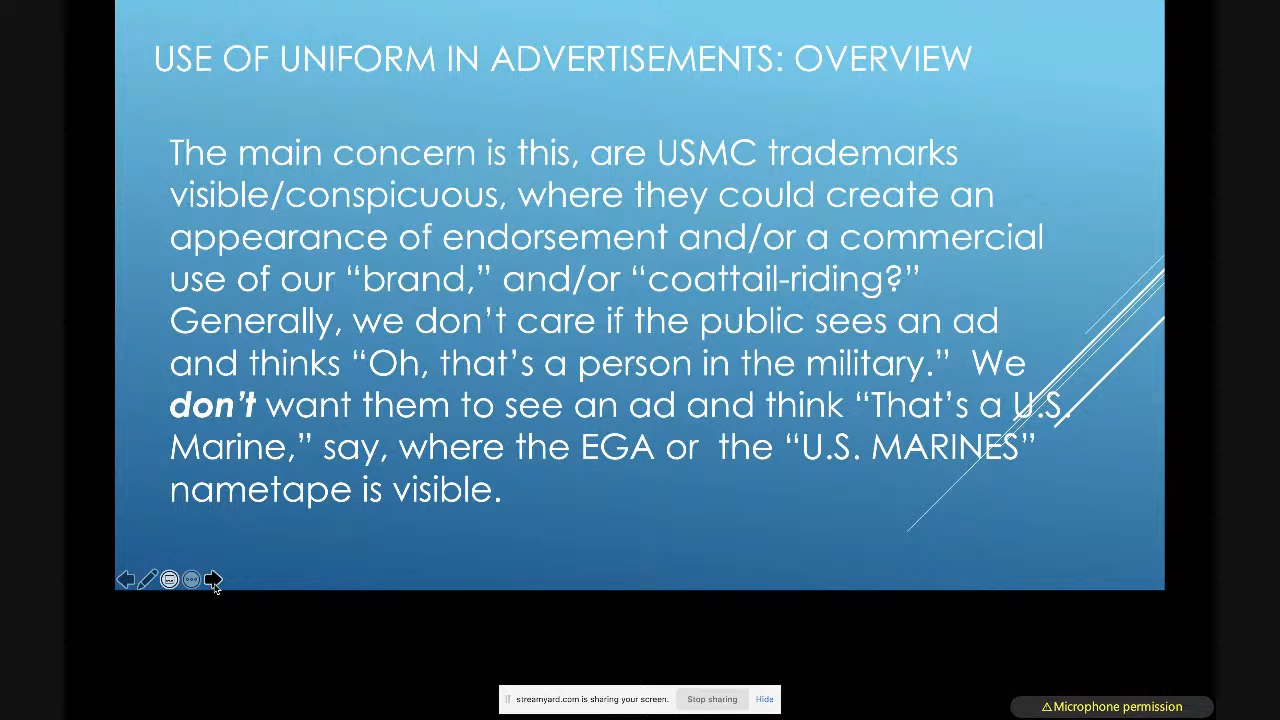 USE OF UNIFORM IN ADVERTISEMENTS: OVERVIEW
The main concern is this, are USMC trademarks
visible/conspicuous, where they could create an
appearance of endorsement and/or a commercial
use of our “brand,” and/or “coattail-riding?”
Generally, we don’t care if the public sees an ad
and thinks “Oh, that’s a person in the military.”  We
don’t want them to see an ad and think “That’s a U.S.
Marine,” say, where the EGA or  the “U.S. MARINES”
nametape is visible.
streamyard.com is sharing your screen. Stop sharing Hide
⚠Microphone permission